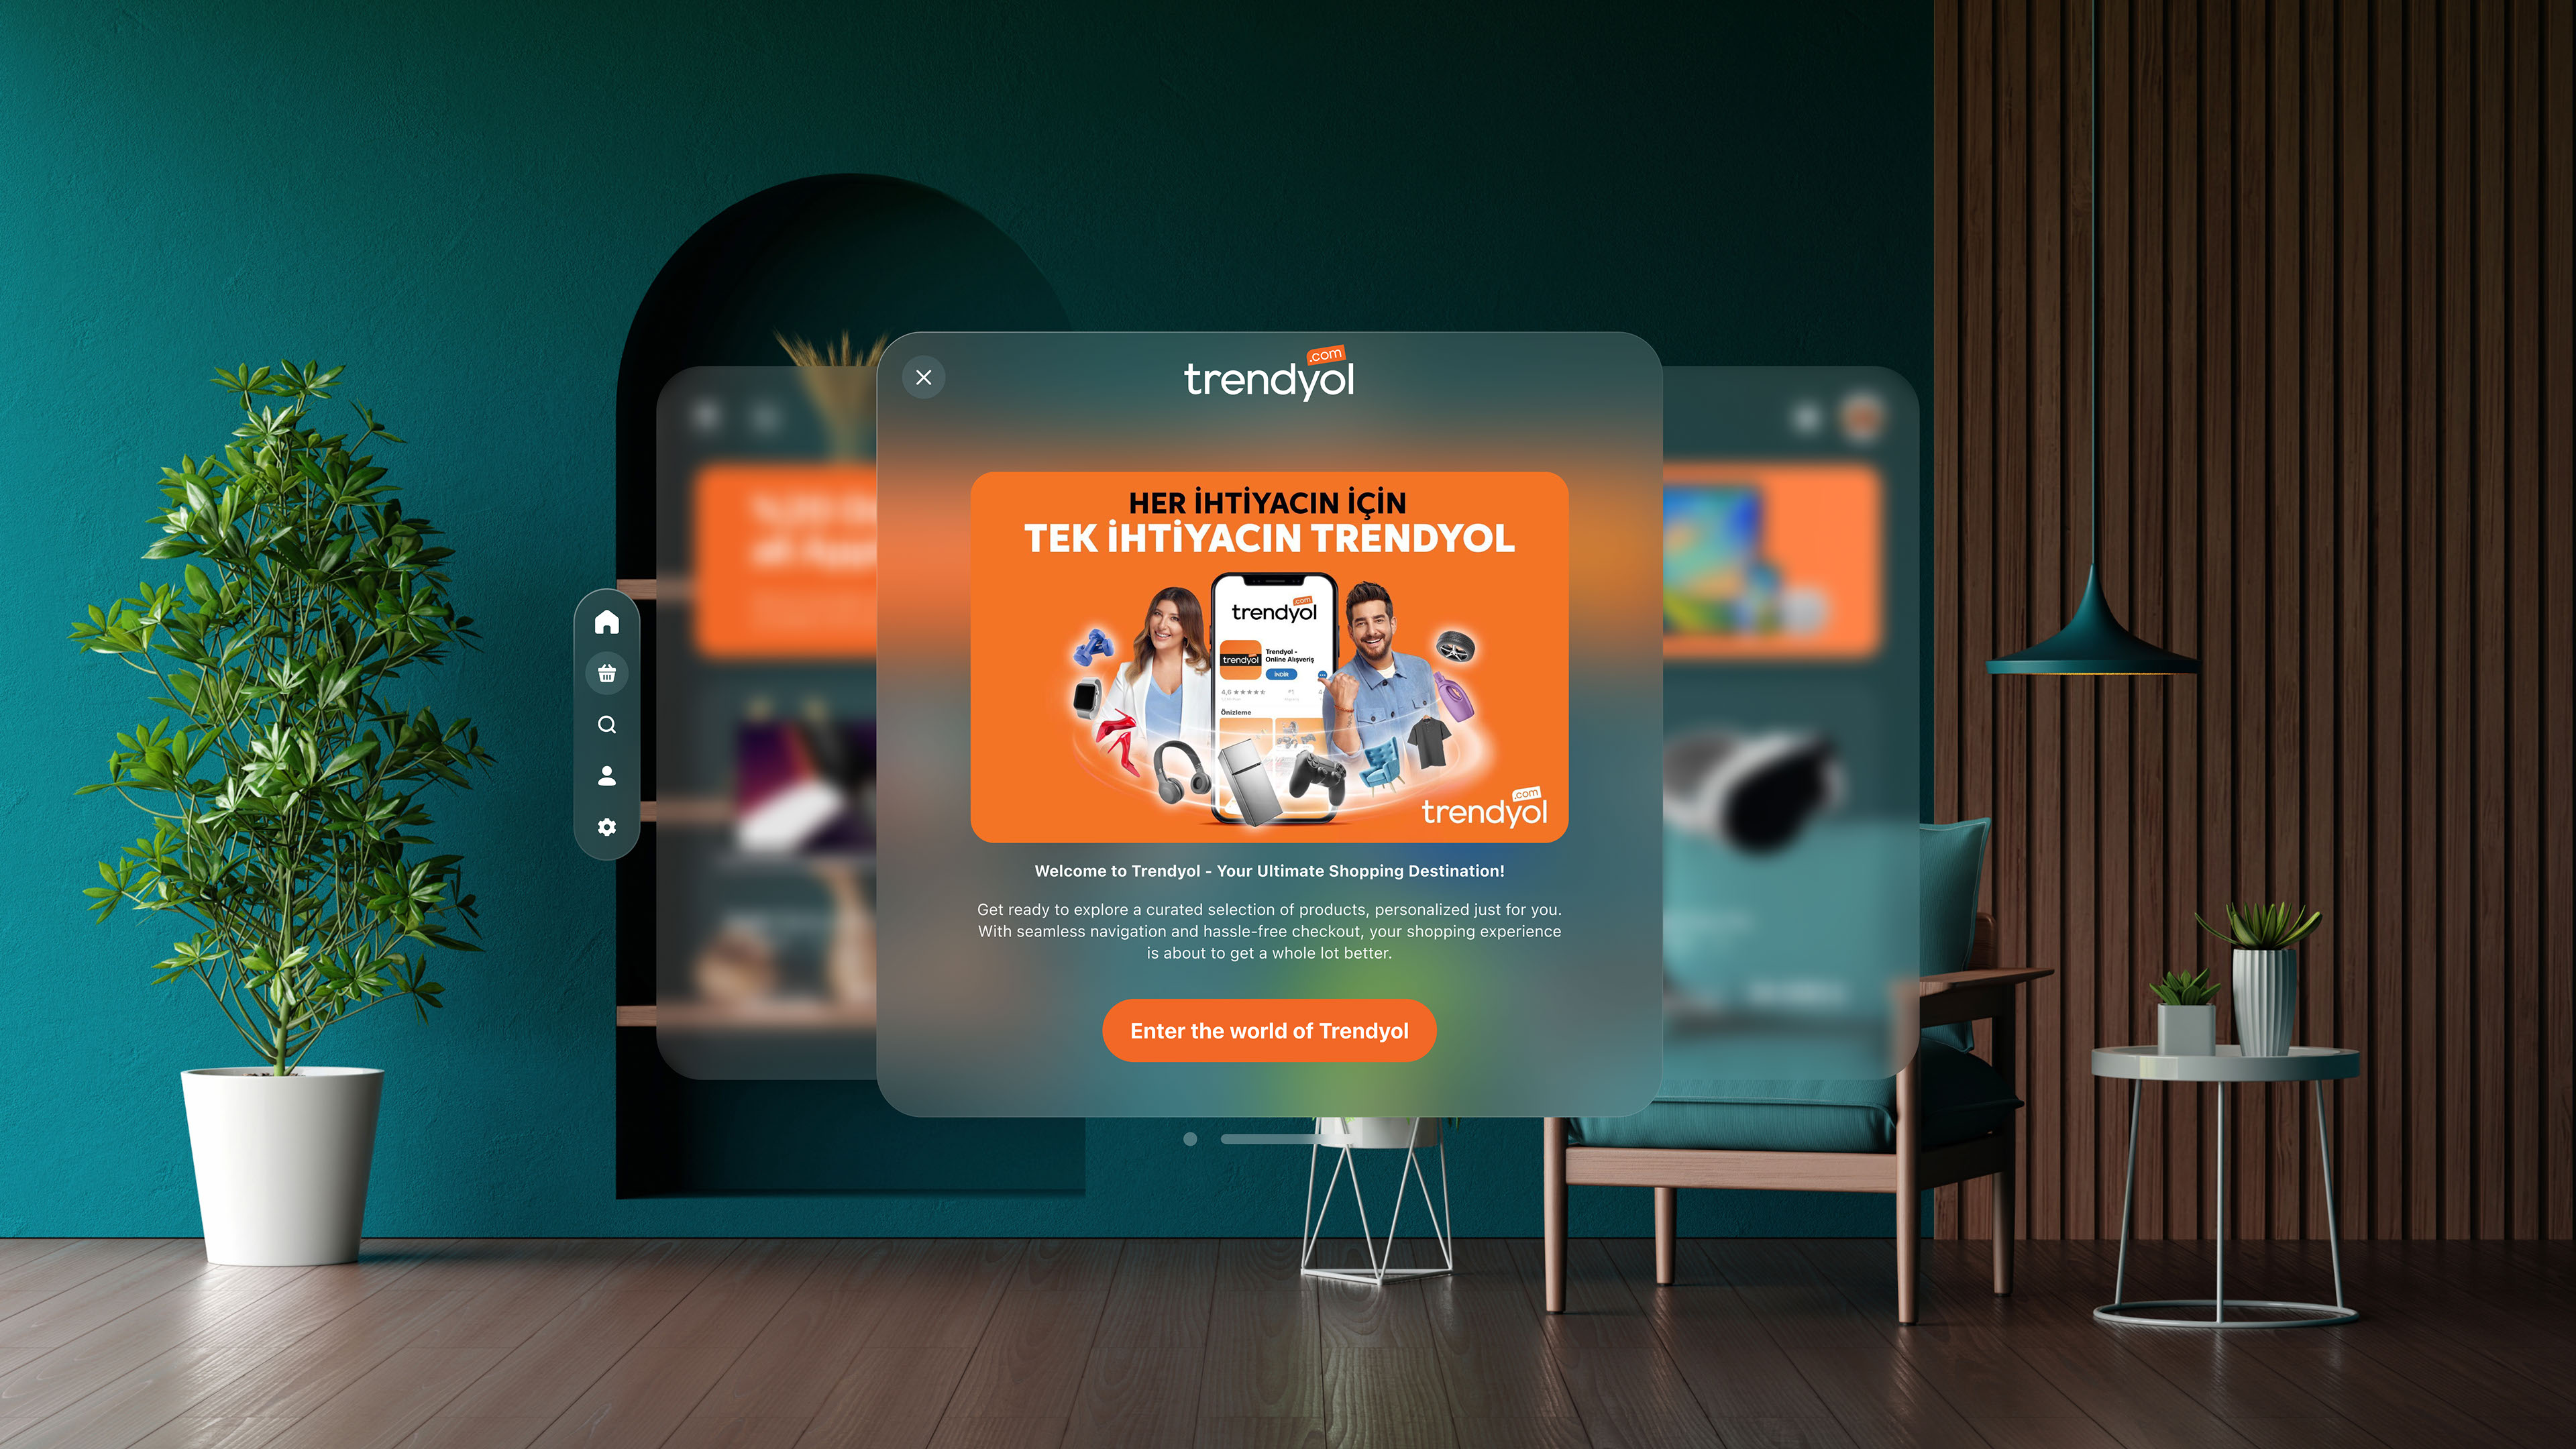 trendyol .com
HER İHTİYACIN İÇİN
TEK İHTİYACIN TRENDYOL
trendyol .com
trendyol
Trendyol -
Online Alışveriş
İNDİR
4,6 ★★★★★
#1
4
Önizleme
trendyol .com
Welcome to Trendyol - Your Ultimate Shopping Destination!
Get ready to explore a curated selection of products, personalized just for you.
With seamless navigation and hassle-free checkout, your shopping experience
is about to get a whole lot better.
Enter the world of Trendyol